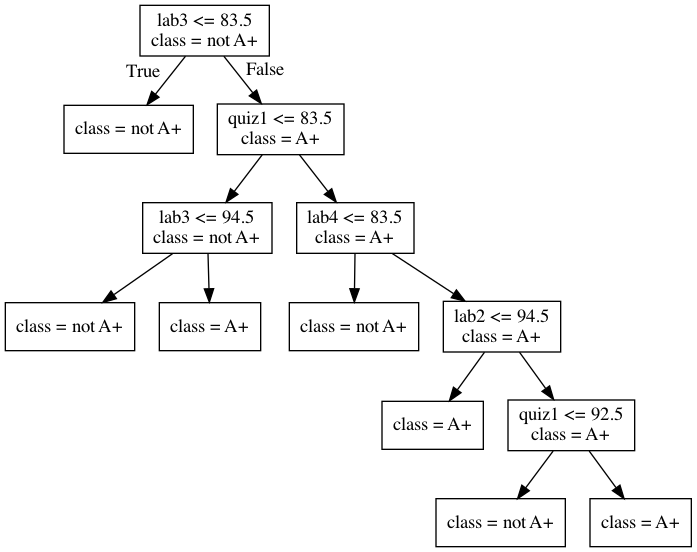 lab3 <= 83.5
class = not A+
True
False
class = not A+
quiz1 <= 83.5
class = A+
lab3 <= 94.5
class = not A+
lab4 <= 83.5
class = A+
class = not A+
class = A+
class = not A+
lab2 <= 94.5
class = A+
class = A+
quiz1 <= 92.5
class = A+
class = not A+
class = A+